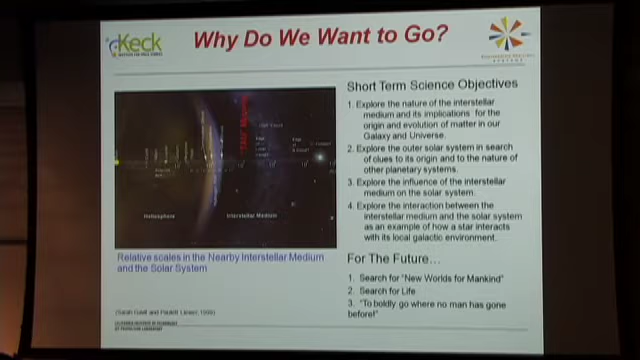 Keck
INSTITUTE FOR SPACE STUDIES
Why Do We Want to Go?
Short Term Science Objectives
1. Explore the nature of the interstellar
medium and its implications for the
origin and evolution of matter in our
Galaxy and Universe.
2. Explore the outer solar system in search
of clues to its origin and to the nature of
other planetary systems.
3. Explore the influence of the interstellar
medium on the solar system.
4. Explore the interaction between the
interstellar medium and the solar system
as an example of how a star interacts
with its local galactic environment.
For The Future…
1. Search for "New Worlds for Mankind"
2. Search for Life
3. "To boldly go where no man has gone
before!"
Heliosphere
Interstellar Medium
Relative scales in the Nearby Interstellar Medium
and the Solar System